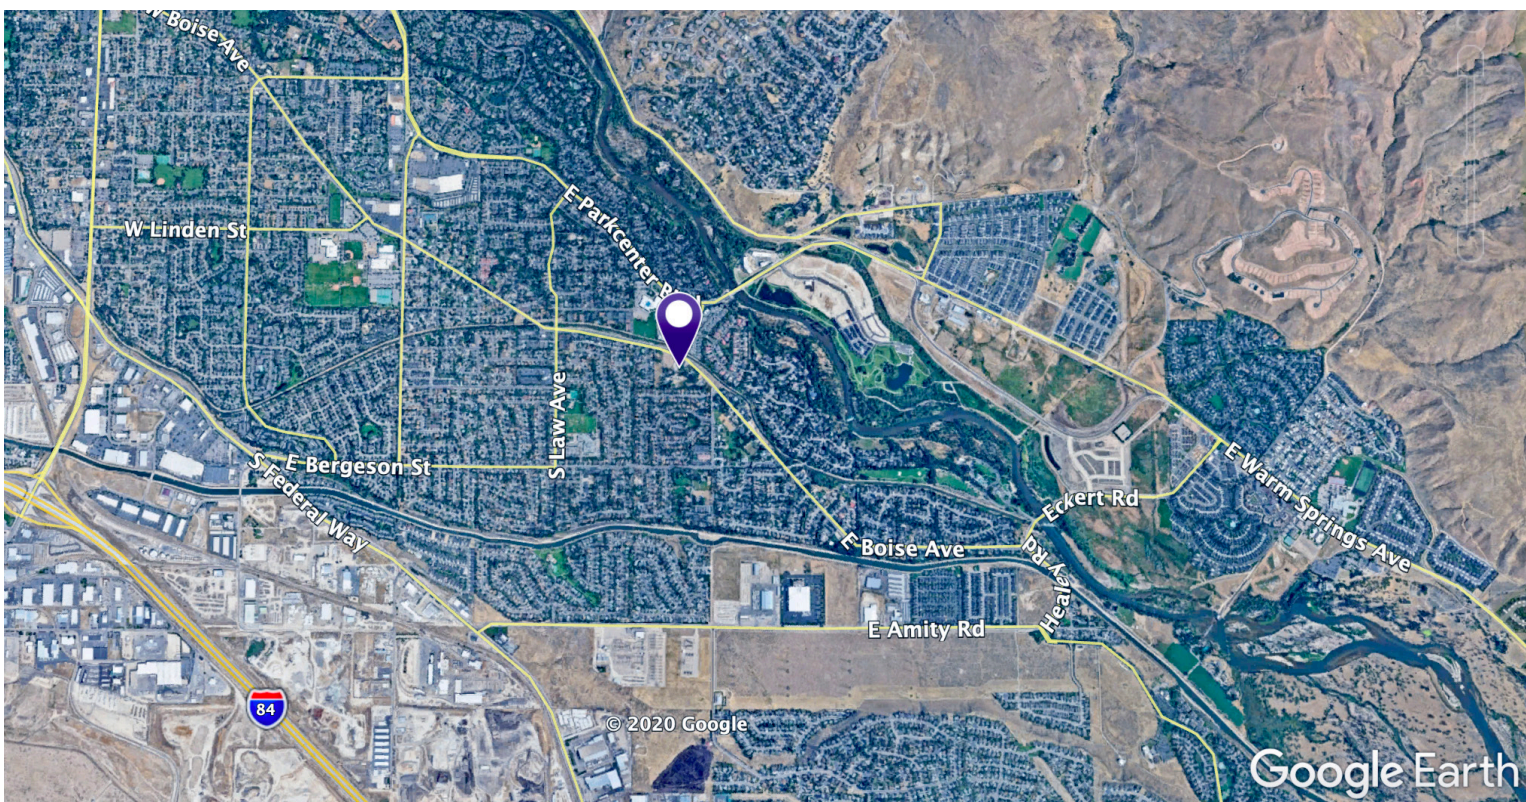 W Boise Ave
E Parkcenter B
W Linden St
S Law Ave
E Bergeson St
S Federal Way
E Boise Ave
Eckert Rd
E Warm Springs Ave
Healey Rd
E Amity Rd
84
© 2020 Google
Google Earth